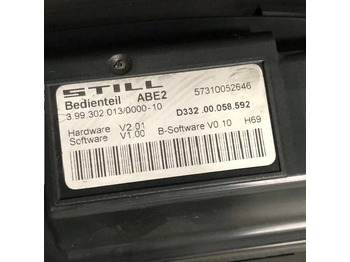 STILL
Bedienteil ABE2 57310052646
3.99.302 013/0000-10
D332 .00.058.592
Hardware V2.01
Software V1.00 B-Software V0.10 H69